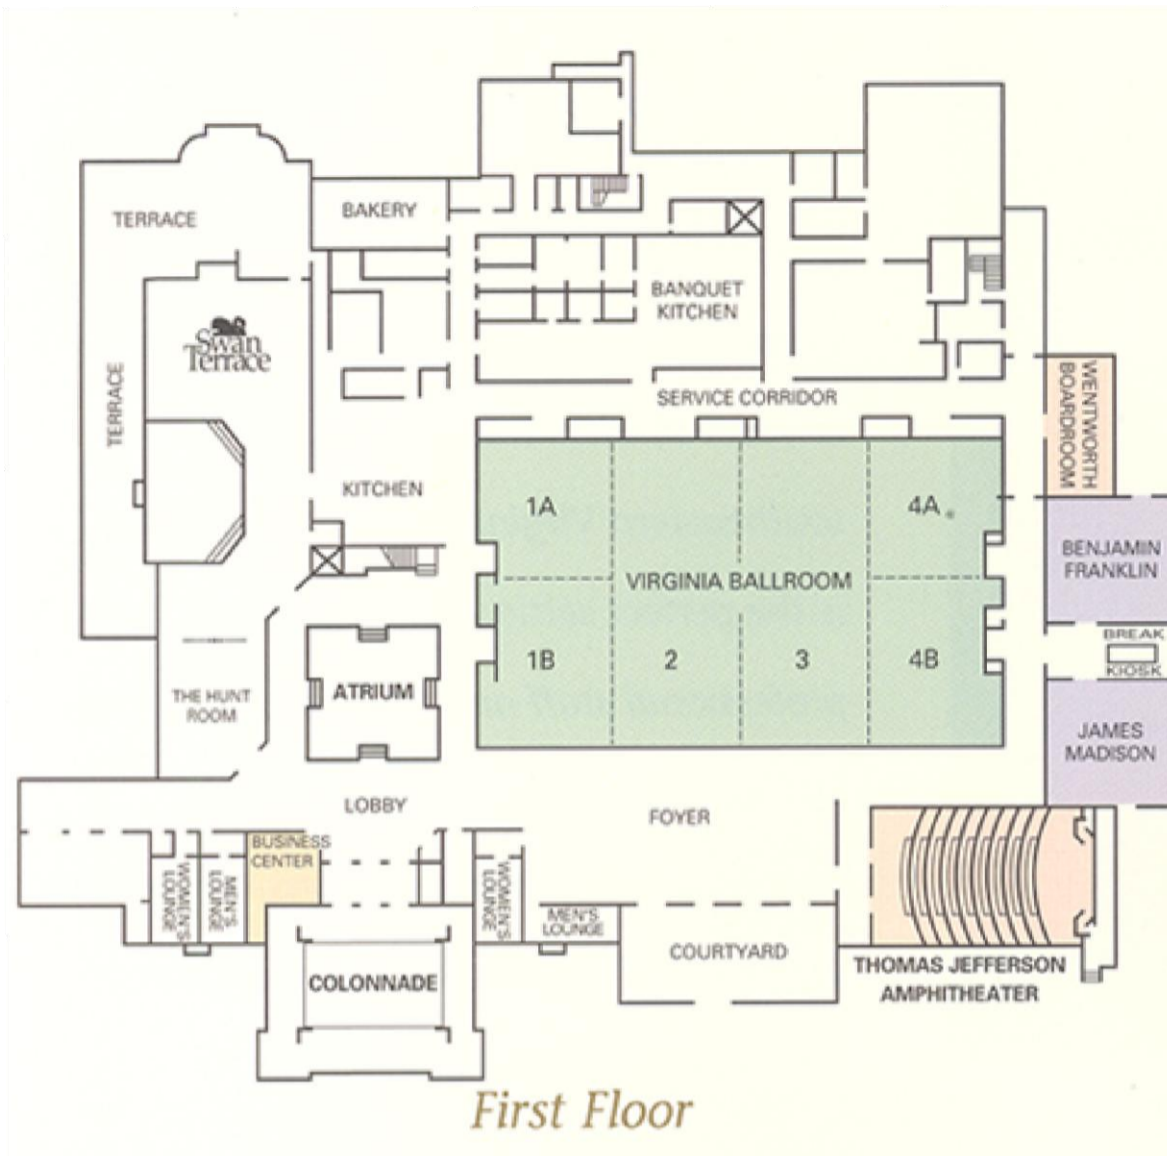 TERRACE
BAKERY
Swan
Terrace
TERRACE
BANQUET
KITCHEN
SERVICE CORRIDOR
WENTWORTH
BOARDROOM
KITCHEN
1A
4A
VIRGINIA BALLROOM
BENJAMIN
FRANKLIN
BREAK
KIOSK
1B
2
3
4B
ATRIUM
THE HUNT
ROOM
JAMES
MADISON
LOBBY
FOYER
BUSINESS
CENTER
WOMEN'S
LOUNGE
MEN'S
LOUNGE
WOMEN'S
LOUNGE
MEN'S
LOUNGE
COURTYARD
THOMAS JEFFERSON
AMPHITHEATER
COLONNADE
First Floor